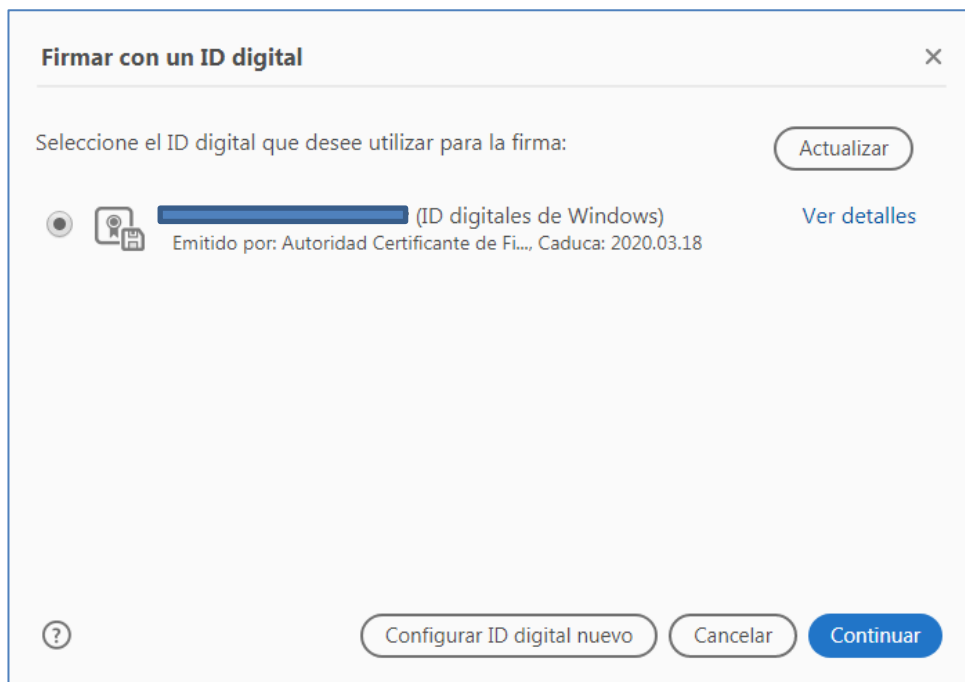 Firmar con un ID digital
Seleccione el ID digital que desee utilizar para la firma:
Actualizar
(ID digitales de Windows)
Ver detalles
Emitido por: Autoridad Certificante de Fi..., Caduca: 2020.03.18
?
Configurar ID digital nuevo
Cancelar
Continuar